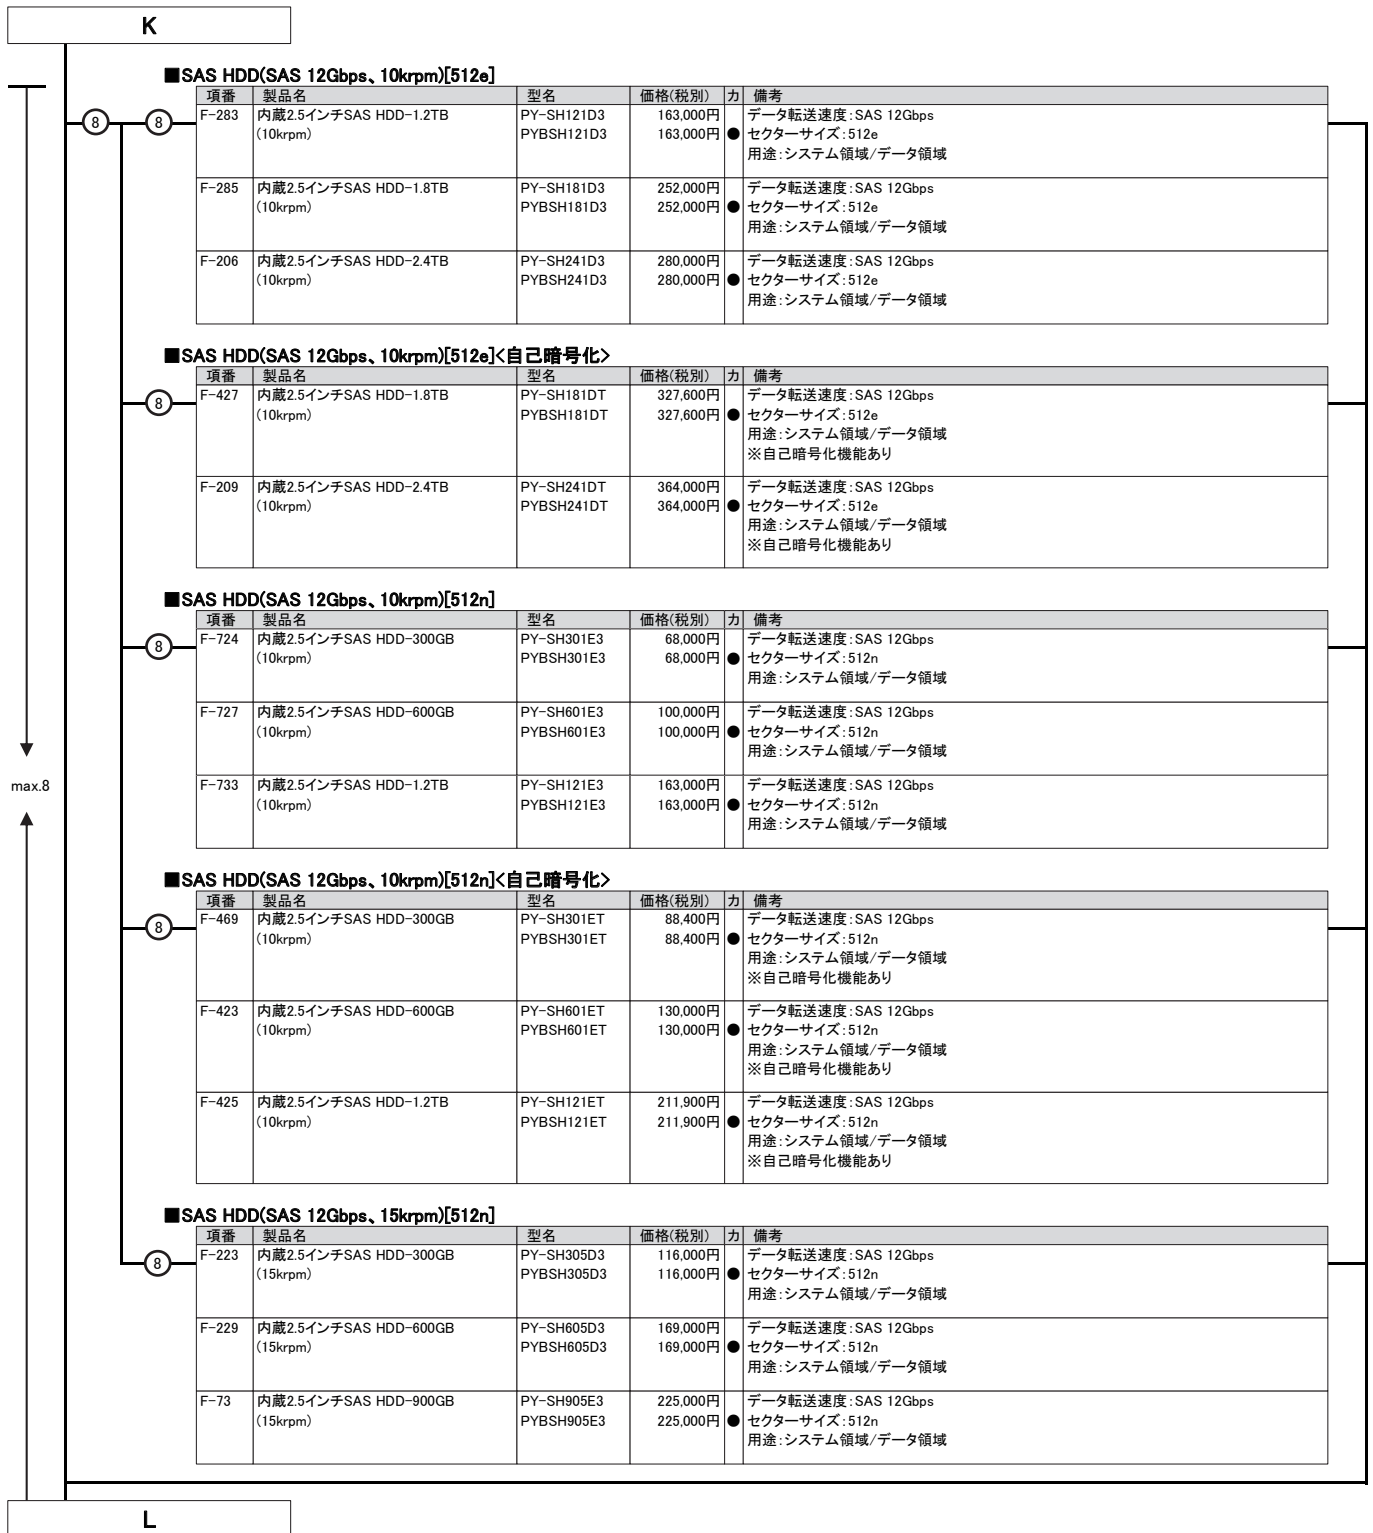 K
■SAS HDD(SAS 12Gbps、10krpm)[512e]
項番 製品名 型名 価格(税別) カ 備考
8 8 F-283 内蔵2.5インチSAS HDD-1.2TB PY-SH121D3 163,000円 データ転送速度:SAS 12Gbps
(10krpm) PYBSH121D3 163,000円 ● セクターサイズ:512e
用途:システム領域/データ領域
F-285 内蔵2.5インチSAS HDD-1.8TB PY-SH181D3 252,000円 データ転送速度:SAS 12Gbps
(10krpm) PYBSH181D3 252,000円 ● セクターサイズ:512e
用途:システム領域/データ領域
F-206 内蔵2.5インチSAS HDD-2.4TB PY-SH241D3 280,000円 データ転送速度:SAS 12Gbps
(10krpm) PYBSH241D3 280,000円 ● セクターサイズ:512e
用途:システム領域/データ領域
■SAS HDD(SAS 12Gbps、10krpm)[512e]<自己暗号化>
項番 製品名 型名 価格(税別) カ 備考
8 F-427 内蔵2.5インチSAS HDD-1.8TB PY-SH181DT 327,600円 データ転送速度:SAS 12Gbps
(10krpm) PYBSH181DT 327,600円 ● セクターサイズ:512e
用途:システム領域/データ領域
※自己暗号化機能あり
F-209 内蔵2.5インチSAS HDD-2.4TB PY-SH241DT 364,000円 データ転送速度:SAS 12Gbps
(10krpm) PYBSH241DT 364,000円 ● セクターサイズ:512e
用途:システム領域/データ領域
※自己暗号化機能あり
■SAS HDD(SAS 12Gbps、10krpm)[512n]
項番 製品名 型名 価格(税別) カ 備考
8 F-724 内蔵2.5インチSAS HDD-300GB PY-SH301E3 68,000円 データ転送速度:SAS 12Gbps
(10krpm) PYBSH301E3 68,000円 ● セクターサイズ:512n
用途:システム領域/データ領域
F-727 内蔵2.5インチSAS HDD-600GB PY-SH601E3 100,000円 データ転送速度:SAS 12Gbps
(10krpm) PYBSH601E3 100,000円 ● セクターサイズ:512n
用途:システム領域/データ領域
max.8
F-733 内蔵2.5インチSAS HDD-1.2TB PY-SH121E3 163,000円 データ転送速度:SAS 12Gbps
(10krpm) PYBSH121E3 163,000円 ● セクターサイズ:512n
用途:システム領域/データ領域
■SAS HDD(SAS 12Gbps、10krpm)[512n]<自己暗号化>
項番 製品名 型名 価格(税別) カ 備考
8 F-469 内蔵2.5インチSAS HDD-300GB PY-SH301ET 88,400円 データ転送速度:SAS 12Gbps
(10krpm) PYBSH301ET 88,400円 ● セクターサイズ:512n
用途:システム領域/データ領域
※自己暗号化機能あり
F-423 内蔵2.5インチSAS HDD-600GB PY-SH601ET 130,000円 データ転送速度:SAS 12Gbps
(10krpm) PYBSH601ET 130,000円 ● セクターサイズ:512n
用途:システム領域/データ領域
※自己暗号化機能あり
F-425 内蔵2.5インチSAS HDD-1.2TB PY-SH121ET 211,900円 データ転送速度:SAS 12Gbps
(10krpm) PYBSH121ET 211,900円 ● セクターサイズ:512n
用途:システム領域/データ領域
※自己暗号化機能あり
■SAS HDD(SAS 12Gbps、15krpm)[512n]
項番 製品名 型名 価格(税別) カ 備考
8 F-223 内蔵2.5インチSAS HDD-300GB PY-SH305D3 116,000円 データ転送速度:SAS 12Gbps
(15krpm) PYBSH305D3 116,000円 ● セクターサイズ:512n
用途:システム領域/データ領域
F-229 内蔵2.5インチSAS HDD-600GB PY-SH605D3 169,000円 データ転送速度:SAS 12Gbps
(15krpm) PYBSH605D3 169,000円 ● セクターサイズ:512n
用途:システム領域/データ領域
F-73 内蔵2.5インチSAS HDD-900GB PY-SH905E3 225,000円 データ転送速度:SAS 12Gbps
(15krpm) PYBSH905E3 225,000円 ● セクターサイズ:512n
用途:システム領域/データ領域
L